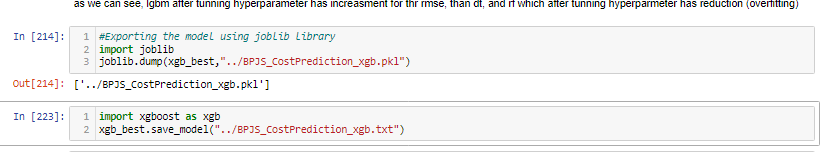 as we can see, lgbm after tunning hyperparameter has increasment for thr rmse, than dt, and rf which after tunning hyperparmeter has reduction (overfitting)
In [214]: 1 #Exporting the model using joblib library
2 import joblib
3 joblib.dump(xgb_best,"../BPJS_CostPrediction_xgb.pkl")
Out[214]: ['../BPJS_CostPrediction_xgb.pkl']
In [223]: 1 import xgboost as xgb
2 xgb_best.save_model("../BPJS_CostPrediction_xgb.txt")